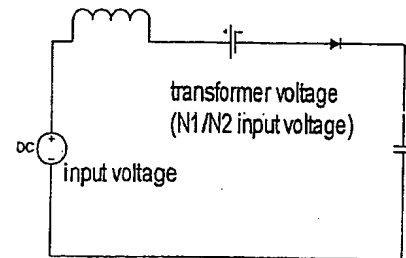 transformer voltage
(N1/N2 input voltage)
DC
input voltage